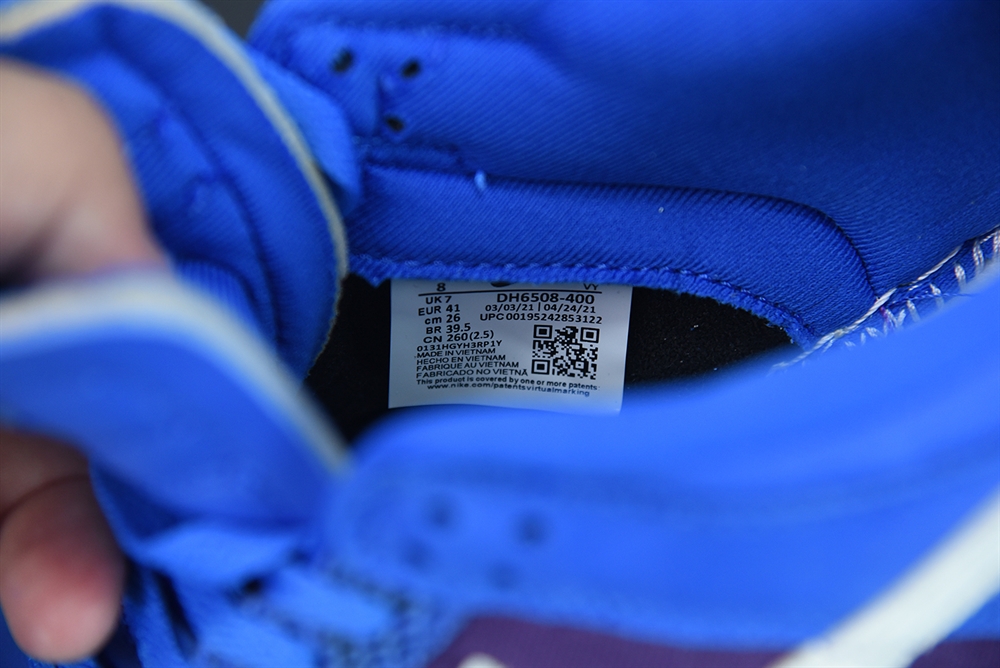 8 VY
UK 7 DH6508-400
EUR 41 03/03/21 | 04/24/21
cm 26 UPC00195242853122
BR 39.5
CN 260(2.5)
0131HGYH3RP1Y
MADE IN VIETNAM
HECHO EN VIETNAM
FABRIQUE AU VIETNAM
FABRICADO NO VIETNÃ
This product is covered by one or more patents
www.nike.com/patentsvirtualmarking